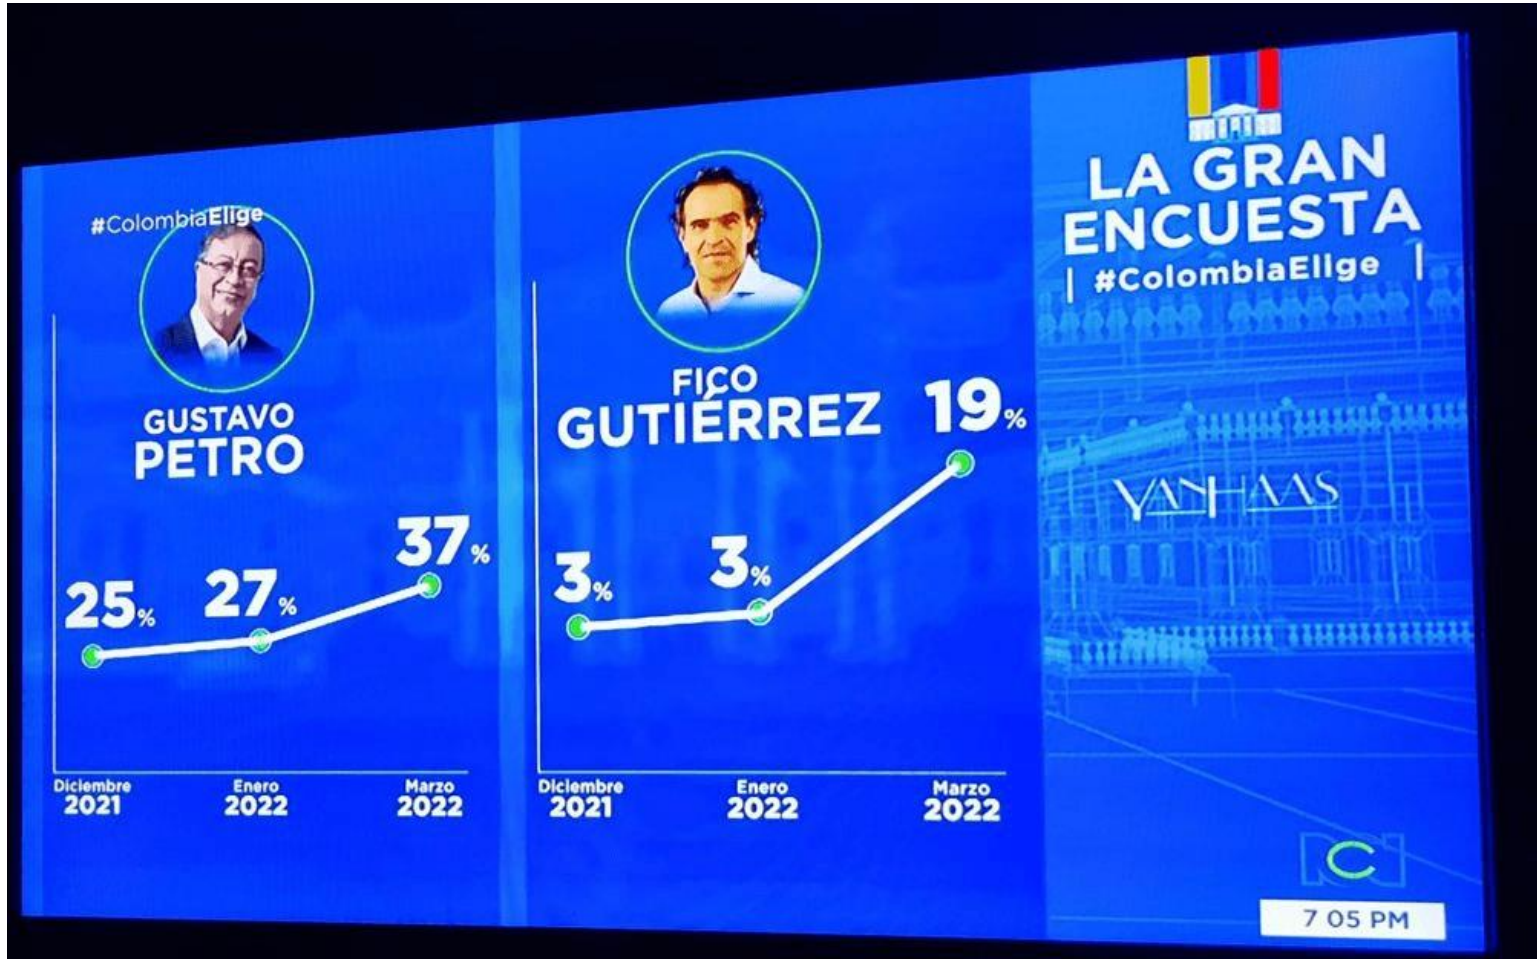 #ColombiaElige
GUSTAVO
PETRO
25%
27%
37%
Diciembre
2021
Enero
2022
Marzo
2022
FICO
GUTIÉRREZ
3%
3%
19%
Diciembre
2021
Enero
2022
Marzo
2022
LA GRAN
ENCUESTA
| #ColombiaElige |
YANHAAS
RCN
7 05 PM